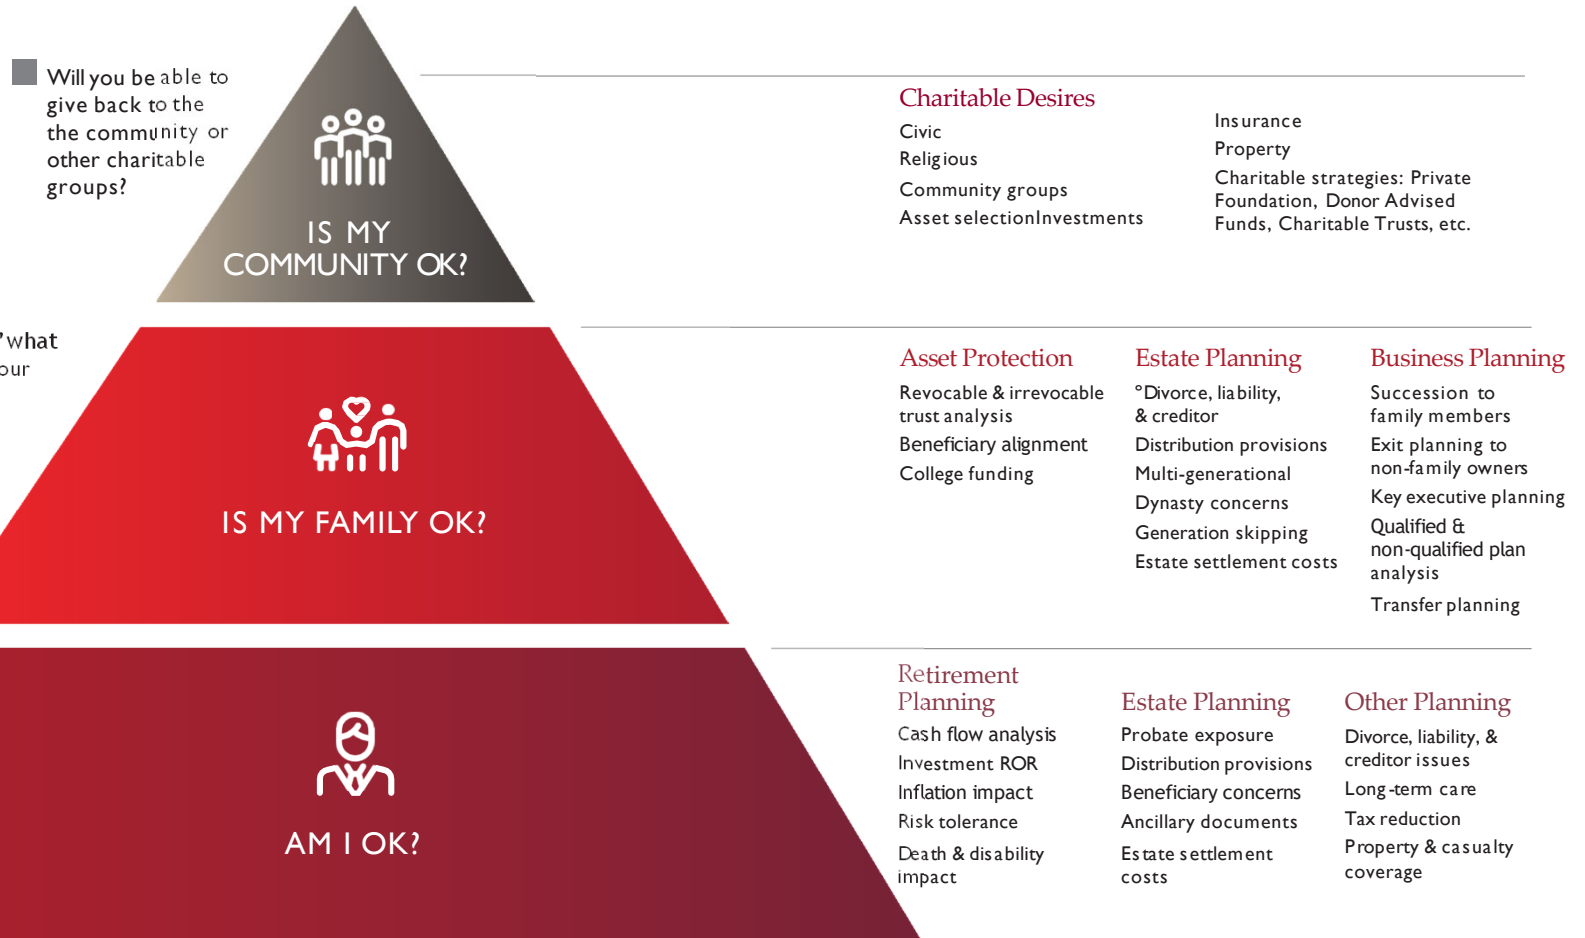 Will you be able to
give back to the
the community or
other charitable
groups?
IS MY
COMMUNITY OK?
Charitable Desires
Civic
Religious
Community groups
Asset selectionInvestments
Insurance
Property
Charitable strategies: Private
Foundation, Donor Advised
Funds, Charitable Trusts, etc.
what
IS MY FAMILY OK?
Asset Protection
Revocable & irrevocable
trust analysis
Beneficiary alignment
College funding
Estate Planning
°Divorce, liability,
& creditor
Distribution provisions
Multi-generational
Dynasty concerns
Generation skipping
Estate settlement costs
Business Planning
Succession to
family members
Exit planning to
non-family owners
Key executive planning
Qualified &
non-qualified plan
analysis
Transfer planning
AM I OK?
Retirement
Planning
Cash flow analysis
Investment ROR
Inflation impact
Risk tolerance
Death & disability
impact
Estate Planning
Probate exposure
Distribution provisions
Beneficiary concerns
Ancillary documents
Estate settlement
costs
Other Planning
Divorce, liability, &
creditor issues
Long-term care
Tax reduction
Property & casualty
coverage